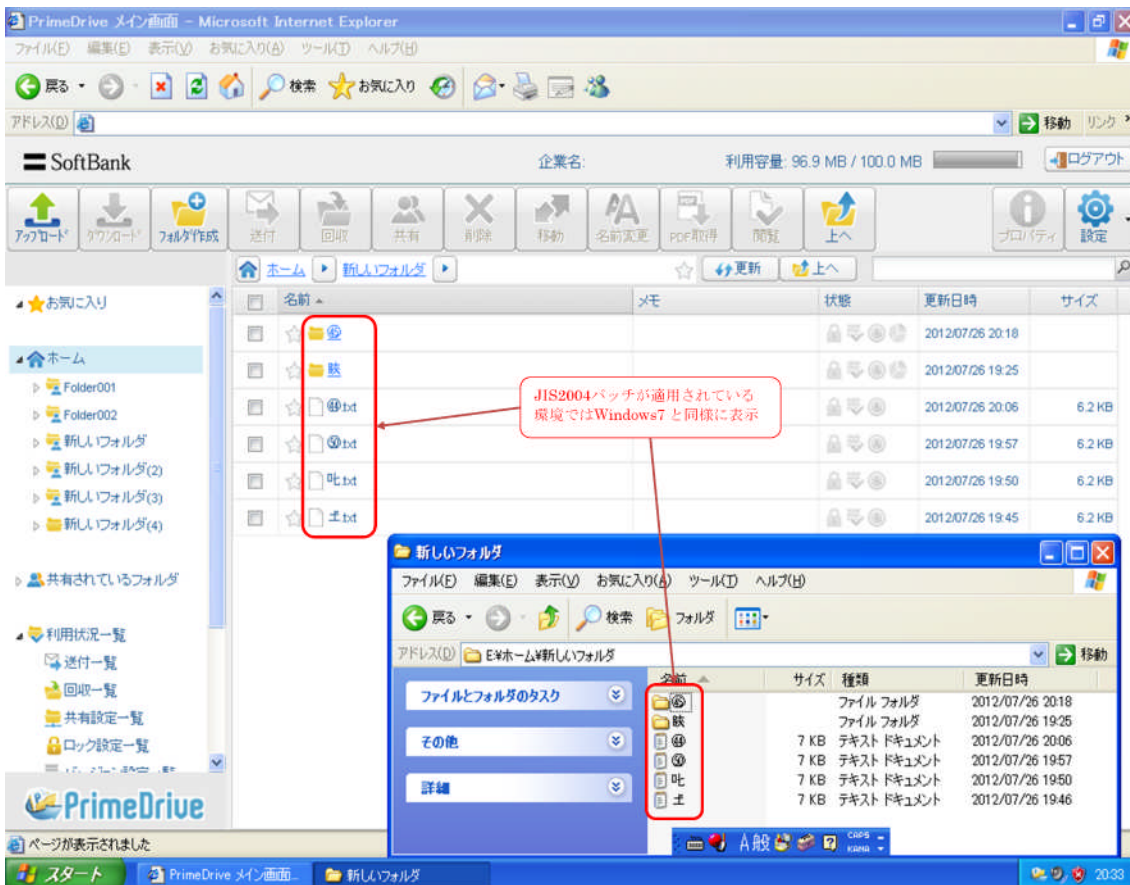 PrimeDrive メイン画面 - Microsoft Internet Explorer
ファイル(F) 編集(E) 表示(V) お気に入り(A) ツール(T) ヘルプ(H)
戻る 検索 お気に入り
アドレス(D) 移動 リンク
SoftBank 企業名: 利用容量: 96.9 MB / 100.0 MB ログアウト
アップロード ダウンロード フォルダ作成 送付 回収 共有 削除 移動 名前変更 PDF取得 閲覧 上へ プロパティ 設定
ホーム 新しいフォルダ 更新 上へ
お気に入り
名前 メモ 状態 更新日時 サイズ
2012/07/26 20:18
ホーム
2012/07/26 19:25
Folder001
JIS2004パッチが適用されている
環境ではWindows7 と同様に表示
Folder002
.txt 2012/07/26 20:06 6.2 KB
新しいフォルダ
.txt 2012/07/26 19:57 6.2 KB
新しいフォルダ(2)
.txt 2012/07/26 19:50 6.2 KB
新しいフォルダ(3)
.txt 2012/07/26 19:45 6.2 KB
新しいフォルダ(4)
共有されているフォルダ
利用状況一覧
送付一覧
回収一覧
共有設定一覧
ロック設定一覧
PrimeDrive
新しいフォルダ
ファイル(F) 編集(E) 表示(V) お気に入り(A) ツール(T) ヘルプ(H)
戻る 検索 フォルダ
アドレス(D) E:¥ホーム¥新しいフォルダ 移動
ファイルとフォルダのタスク
その他
詳細
名前 サイズ 種類 更新日時
ファイル フォルダ 2012/07/26 20:18
ファイル フォルダ 2012/07/26 19:25
7 KB テキスト ドキュメント 2012/07/26 20:06
7 KB テキスト ドキュメント 2012/07/26 19:57
7 KB テキスト ドキュメント 2012/07/26 19:50
7 KB テキスト ドキュメント 2012/07/26 19:46
A 般 CAPS
KANA
ページが表示されました
スタート PrimeDrive メイン画面... 新しいフォルダ 20:33